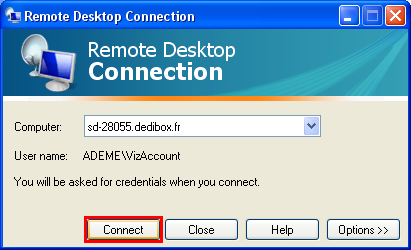 Remote Desktop Connection
Remote Desktop
Connection
Computer: sd-28055.dedibox.fr
User name: ADEME\VizAccount
You will be asked for credentials when you connect.
Connect Close Help Options >>